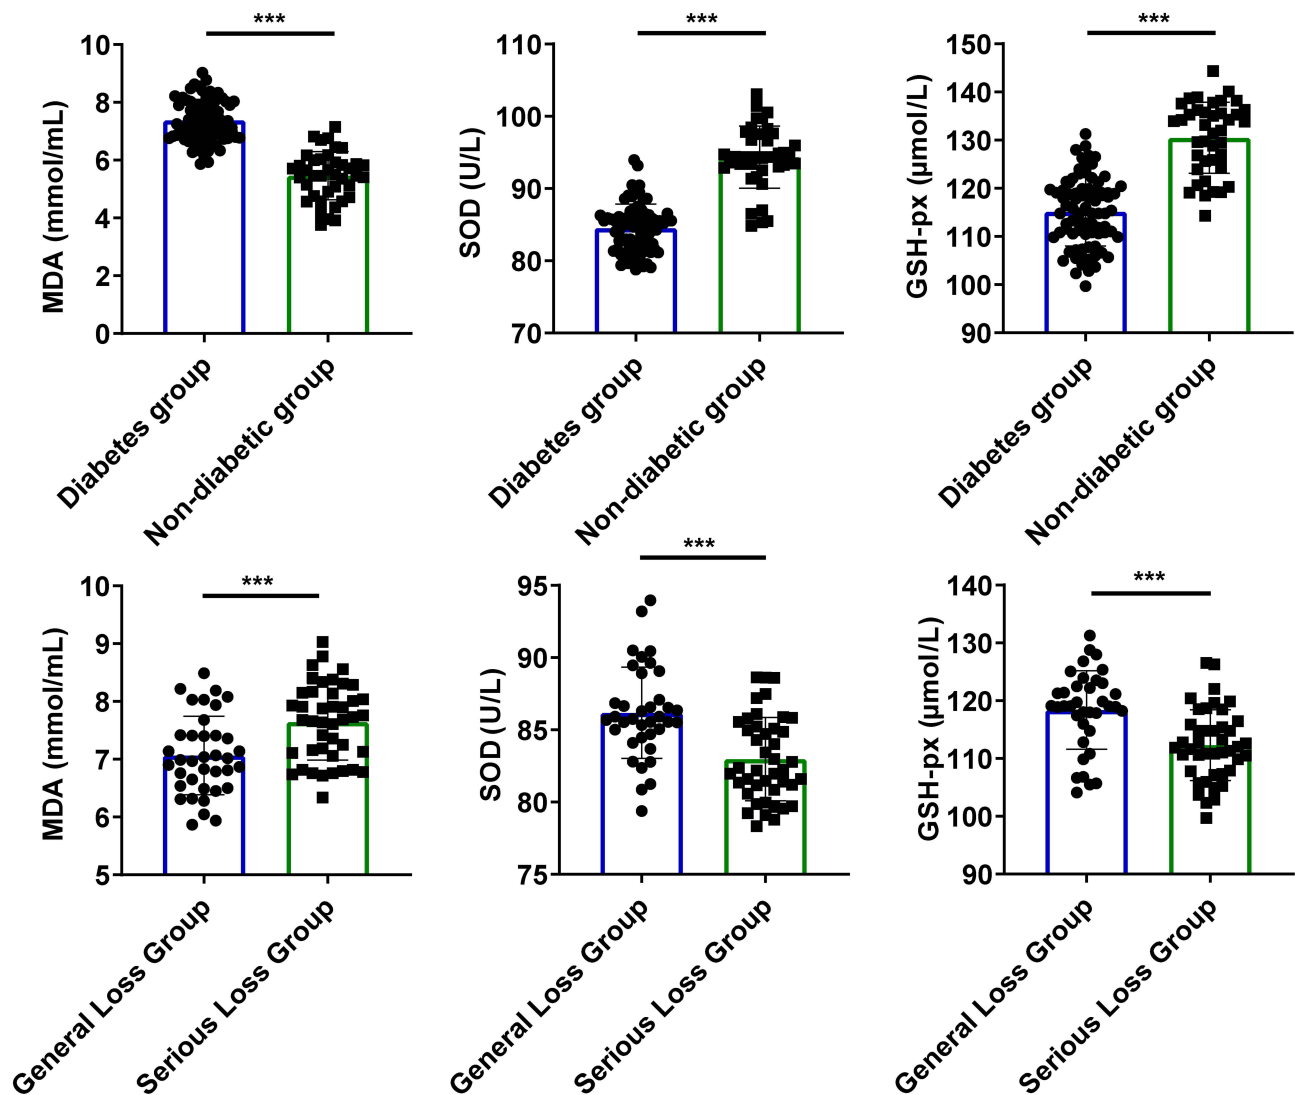 ***
MDA (mmol/mL)
10
8
6
4
2
0
Diabetes group
Non-diabetic group
***
SOD (U/L)
110
100
90
80
70
Diabetes group
Non-diabetic group
***
GSH-px (μmol/L)
150
140
130
120
110
100
90
Diabetes group
Non-diabetic group
***
MDA (mmol/mL)
10
9
8
7
6
5
General Loss Group
Serious Loss Group
***
SOD (U/L)
95
90
85
80
75
General Loss Group
Serious Loss Group
***
GSH-px (μmol/L)
140
130
120
110
100
90
General Loss Group
Serious Loss Group